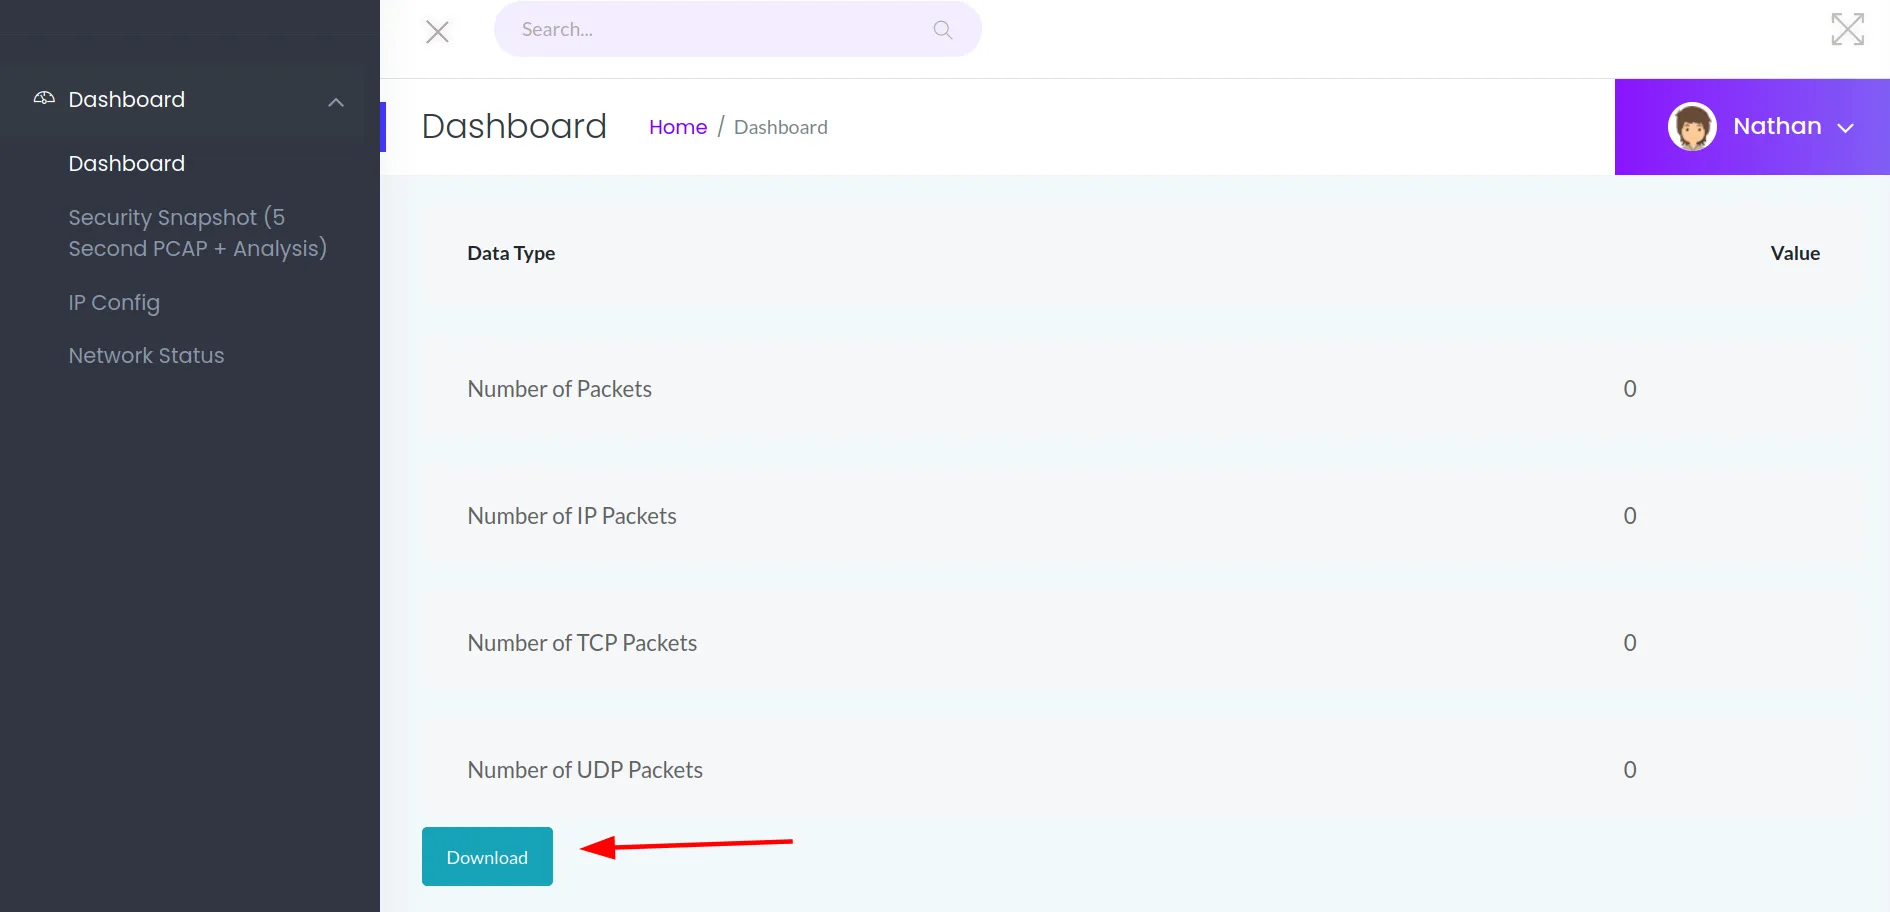 Search...
Dashboard
Dashboard
Security Snapshot (5
Second PCAP + Analysis)
IP Config
Network Status
Dashboard
Home / Dashboard
Nathan
Data Type Value
Number of Packets 0
Number of IP Packets 0
Number of TCP Packets 0
Number of UDP Packets 0
Download